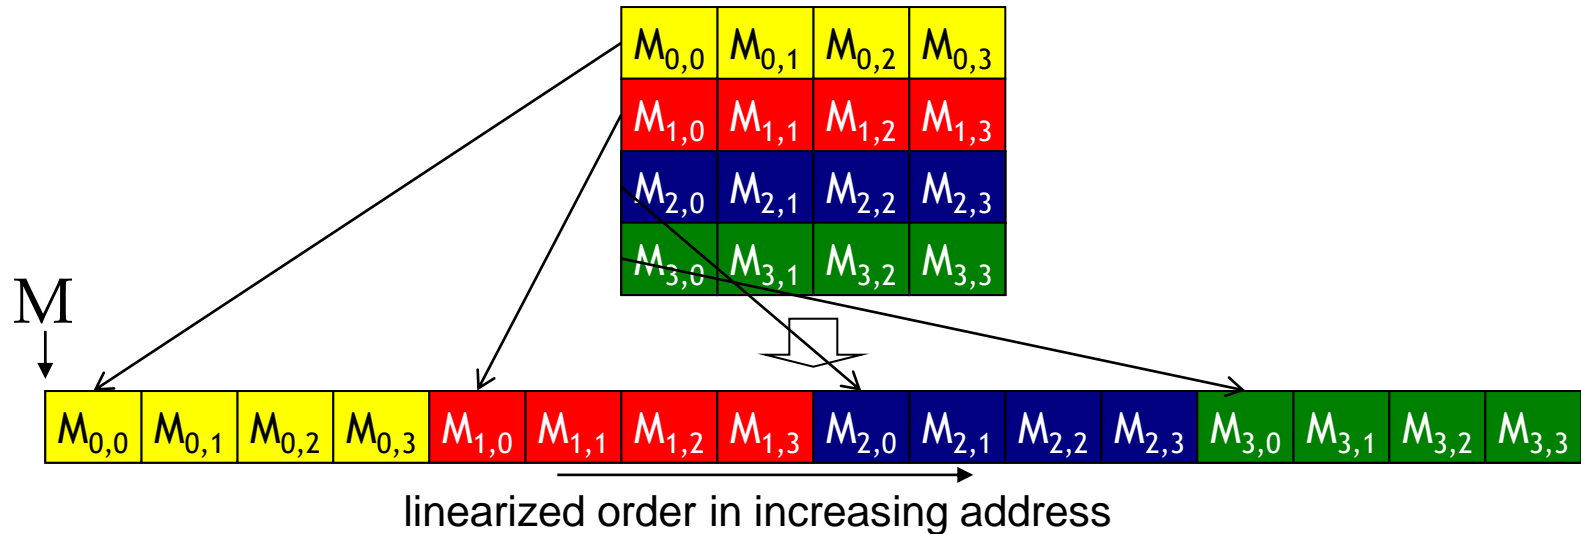 M0,0 M0,1 M0,2 M0,3
M1,0 M1,1 M1,2 M1,3
M2,0 M2,1 M2,2 M2,3
M3,0 M3,1 M3,2 M3,3
M
M0,0 M0,1 M0,2 M0,3 M1,0 M1,1 M1,2 M1,3 M2,0 M2,1 M2,2 M2,3 M3,0 M3,1 M3,2 M3,3
linearized order in increasing address